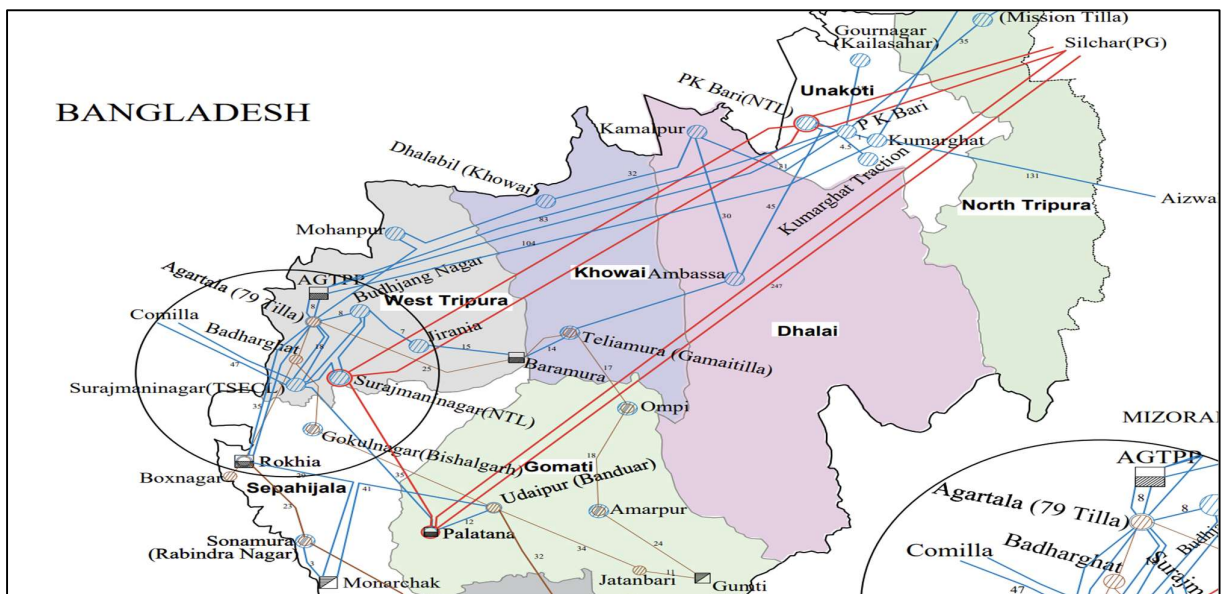 (Mission Tilla)
Gournagar
(Kailasahar)
35
Silchar(PG)
PK Bari(NTL)
Unakoti
BANGLADESH
P K Bari
Kamalpur
Kumarghat
1
4.5
Dhalabil (Khowai)
32
81
Kumarghat Traction
131
Aizwa
North Tripura
45
83
30
Mohanpur
104
Khowai
Ambassa
247
AGTPP
Budhjang Nagar
West Tripura
Agartala (79 Tilla)
8
8
Dhalai
Comilla
Badharghat
7
Jirania
15
14
Teliamura (Gamaitilla)
Baramura
17
25
47
Surajmaninagar(TSECL)
Surajmaninagar(NTL)
35
Ompi
MIZORA
Gokulnagar(Bishalgarh)
18
Rokhia
Gomati
AGTPP
Boxnagar
Sepahijala
41
35
Udaipur (Banduar)
8
Agartala (79 Tilla)
8
23
12
Amarpur
Palatana
Sonamura
(Rabindra Nagar)
24
Comilla
Badharghat
32
34
3
Monarchak
Jatanbari
11
Gumti
47